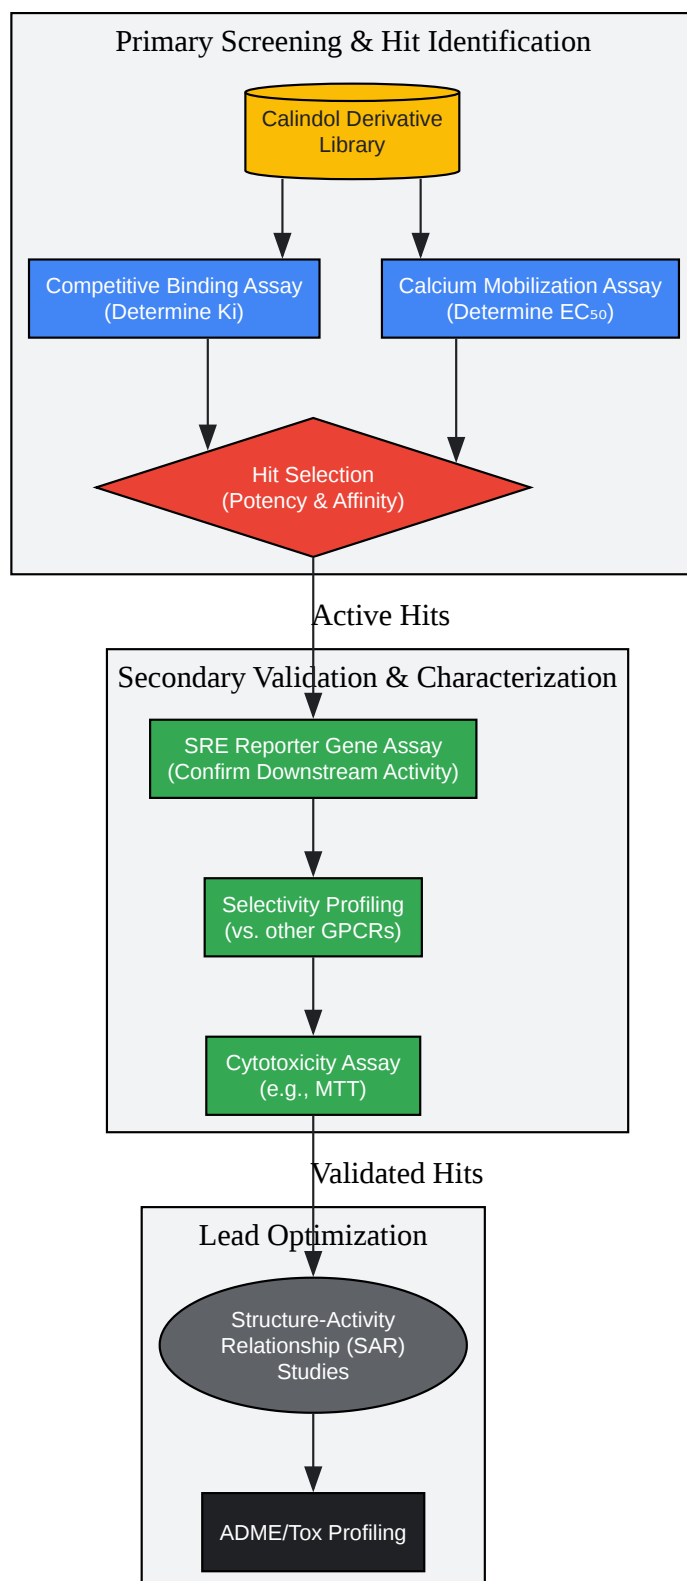 Primary Screening & Hit Identification
Calindol Derivative
Library
Competitive Binding Assay
(Determine Ki)
Calcium Mobilization Assay
(Determine EC₅₀)
Hit Selection
(Potency & Affinity)
Active Hits
Secondary Validation & Characterization
SRE Reporter Gene Assay
(Confirm Downstream Activity)
Selectivity Profiling
(vs. other GPCRs)
Cytotoxicity Assay
(e.g., MTT)
Validated Hits
Lead Optimization
Structure-Activity
Relationship (SAR)
Studies
ADME/Tox Profiling